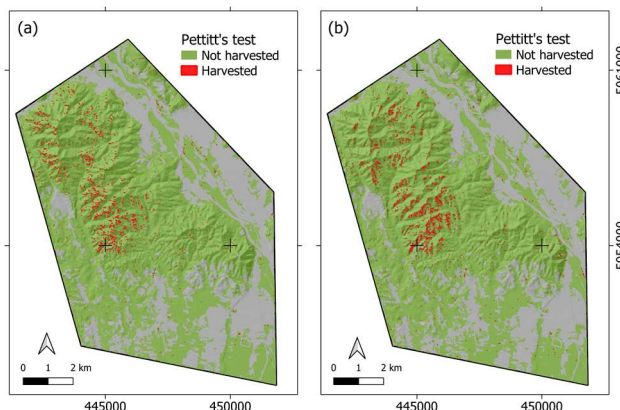 (a)
Pettitt's test
Not harvested
Harvested
0 1 2 km
445000 450000
(b)
Pettitt's test
Not harvested
Harvested
0 1 2 km
445000 450000
5061000
5054000